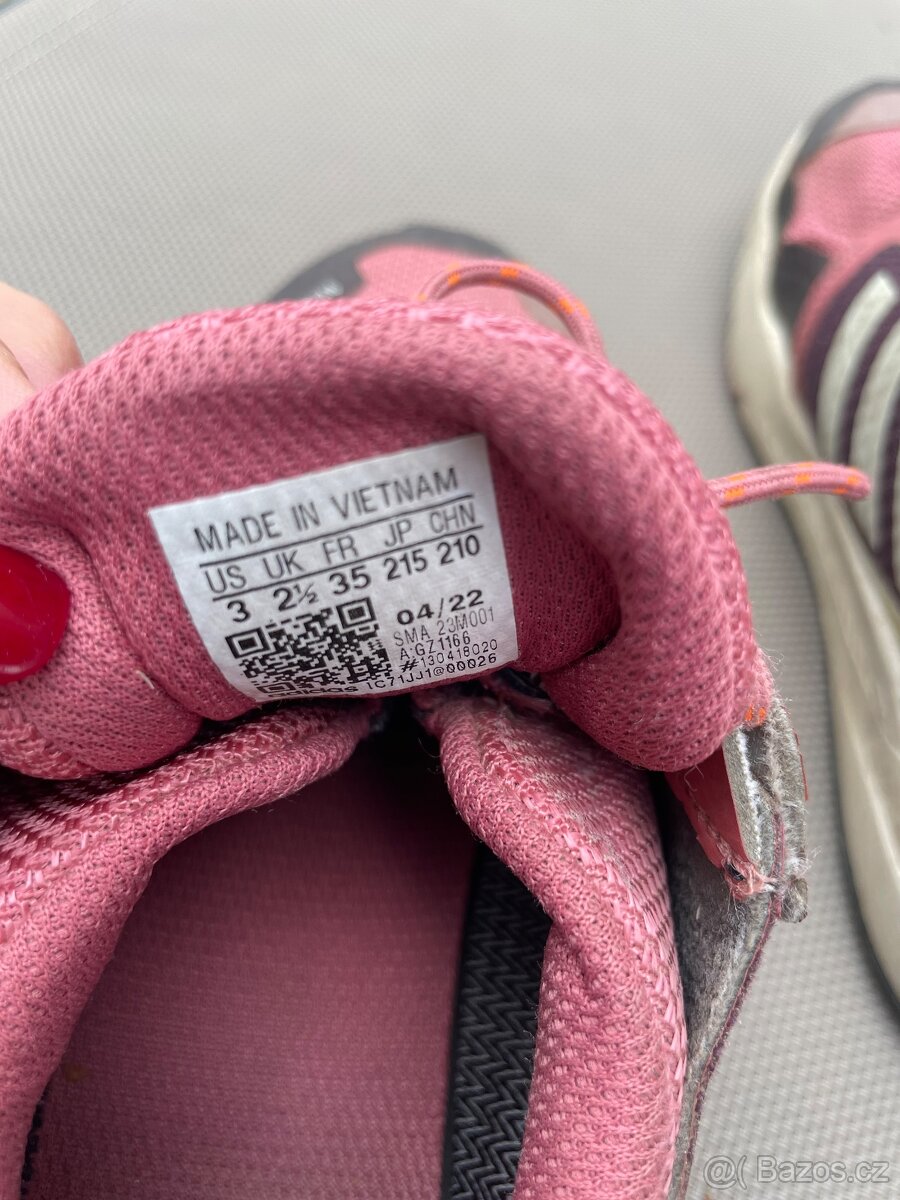 MADE IN VIETNAM
US UK FR JP CHN
3 2½ 35 215 210
04/22
SMA 23M001
A:GZ1166
#130418020
adidas 1C71JJ1@00026
@( Bazos.cz